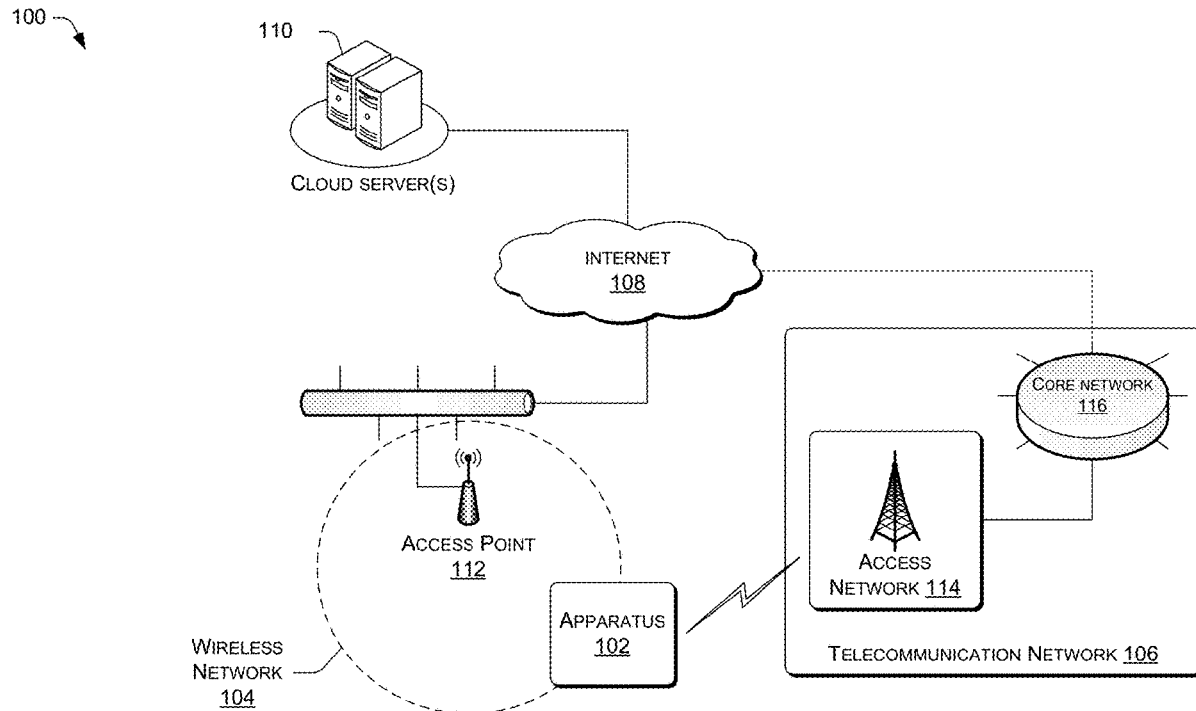 100
110
CLOUD SERVER(S)
INTERNET
108
CORE NETWORK
116
ACCESS POINT
112
ACCESS
NETWORK 114
APPARATUS
102
WIRELESS
NETWORK
104
TELECOMMUNICATION NETWORK 106